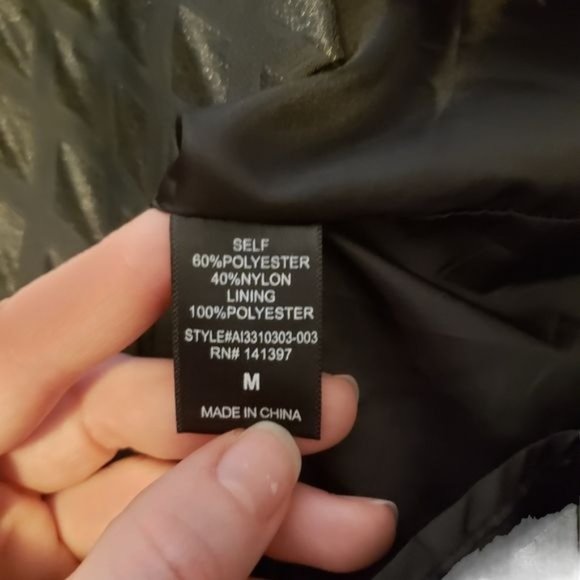 SELF
60%POLYESTER
40%NYLON
LINING
100%POLYESTER
STYLE#AI3310303-003
RN# 141397
M
MADE IN CHINA